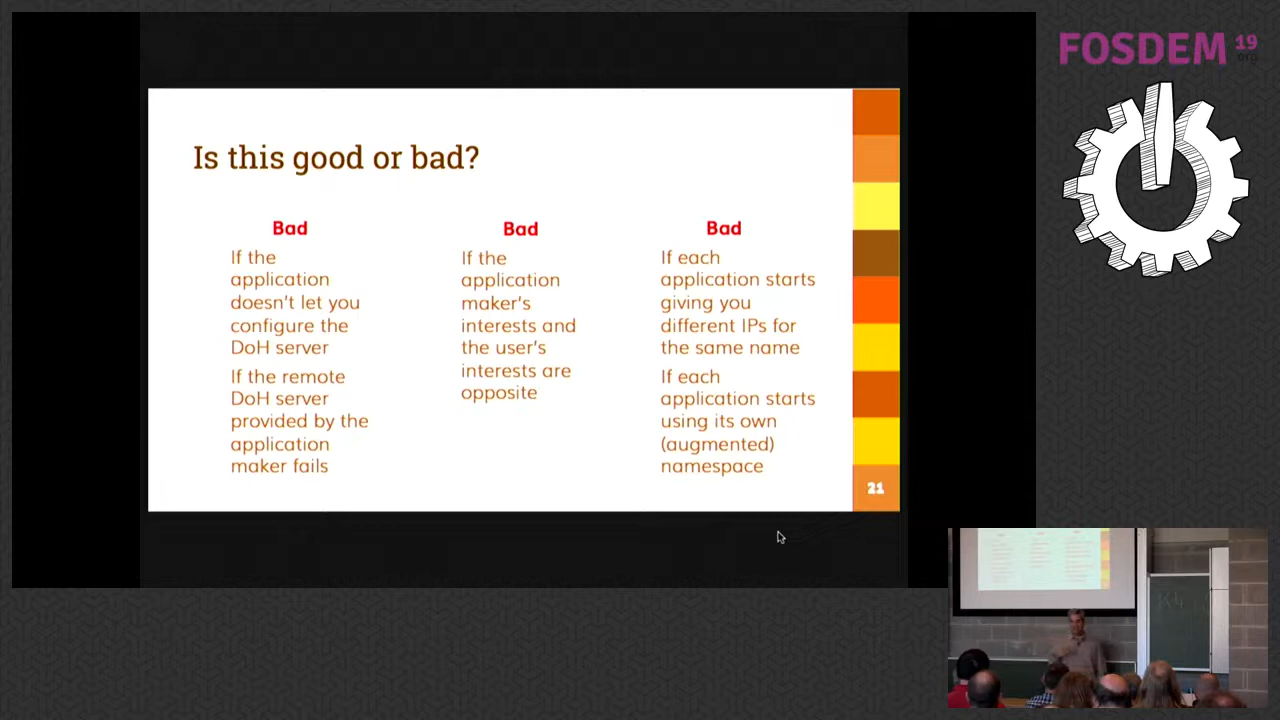 FOSDEM 19
.org
Is this good or bad?
Bad
If the
application
doesn't let you
configure the
DoH server
If the remote
DoH server
provided by the
application
maker fails
Bad
If the
application
maker's
interests and
the user's
interests are
opposite
Bad
If each
application starts
giving you
different IPs for
the same name
If each
application starts
using its own
(augmented)
namespace
21